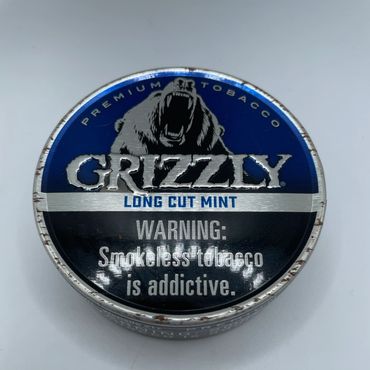 PREMIUM TOBACCO
GRIZZLY
LONG CUT MINT
WARNING:
Smokeless tobacco
is addictive.